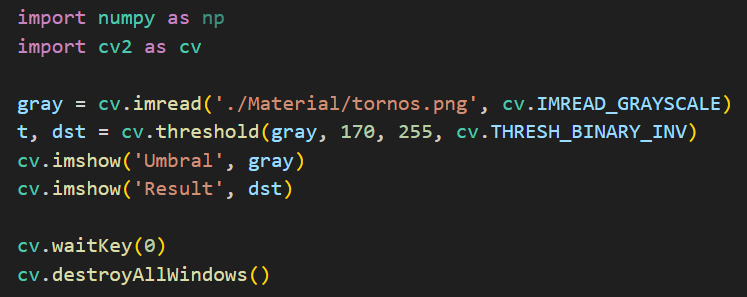 import numpy as np
import cv2 as cv
gray = cv.imread('./Material/tornos.png', cv.IMREAD_GRAYSCALE)
t, dst = cv.threshold(gray, 170, 255, cv.THRESH_BINARY_INV)
cv.imshow('Umbral', gray)
cv.imshow('Result', dst)
cv.waitKey(0)
cv.destroyAllWindows()